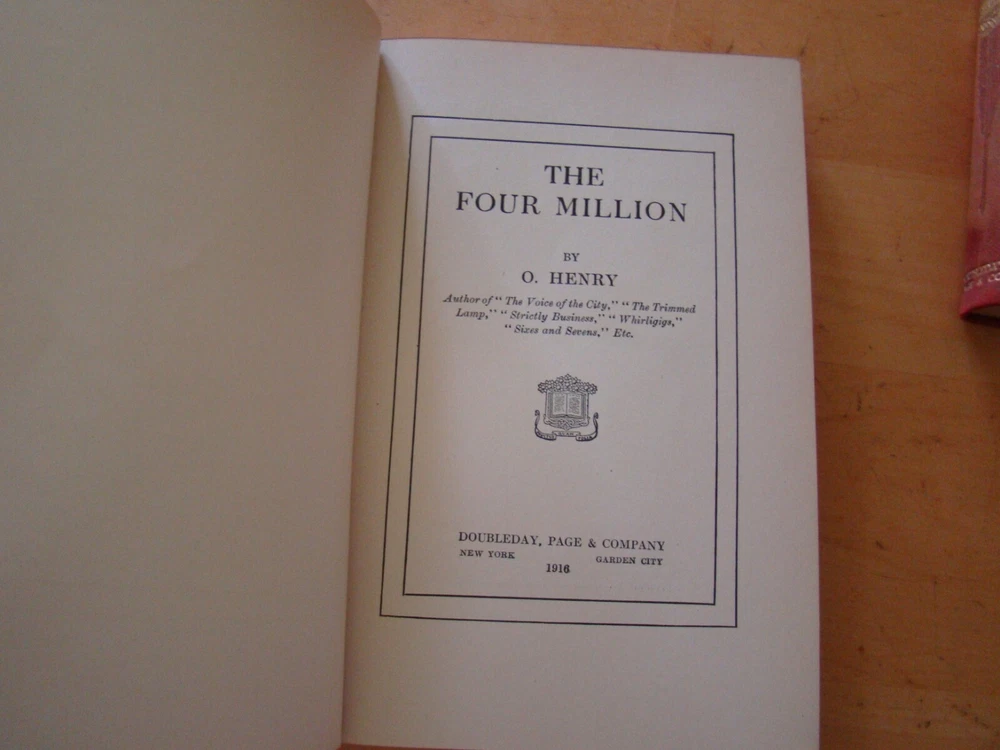 THE
FOUR MILLION
BY
O. HENRY
Author of "The Voice of the City," "The Trimmed
Lamp," "Strictly Business," "Whirligigs,"
"Sixes and Sevens," Etc.
DOUBLEDAY, PAGE & COMPANY
NEW YORK GARDEN CITY
1916